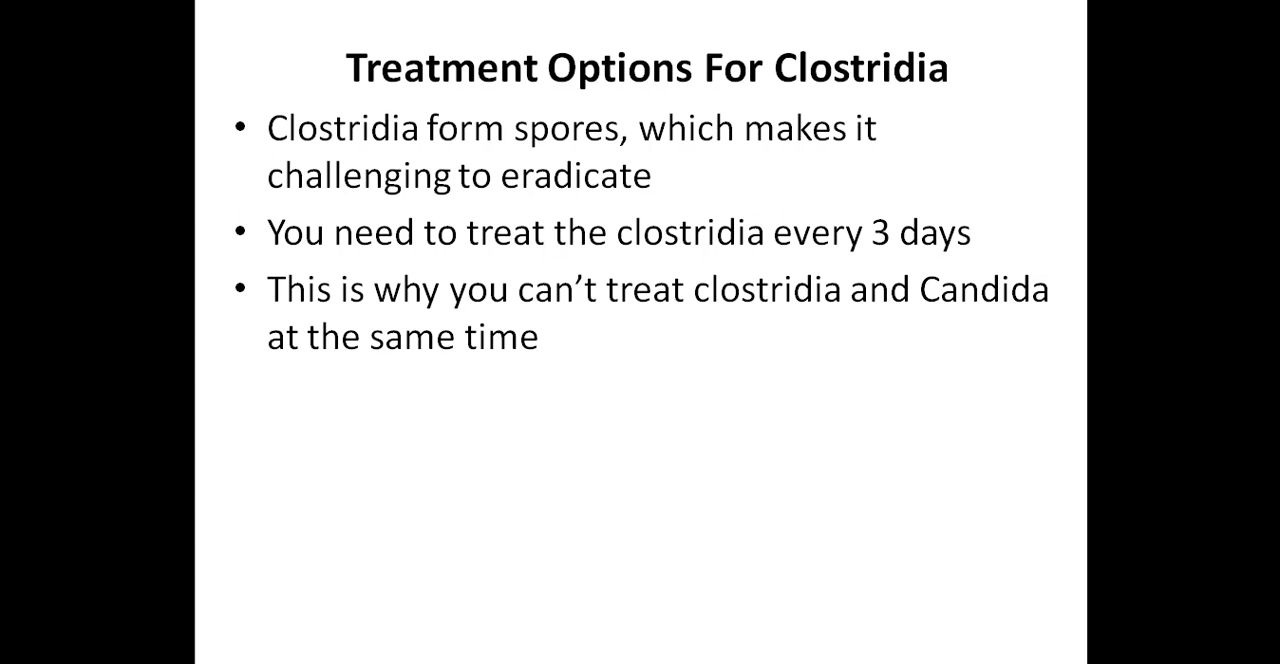 Treatment Options For Clostridia
• Clostridia form spores, which makes it
challenging to eradicate
• You need to treat the clostridia every 3 days
• This is why you can’t treat clostridia and Candida
at the same time